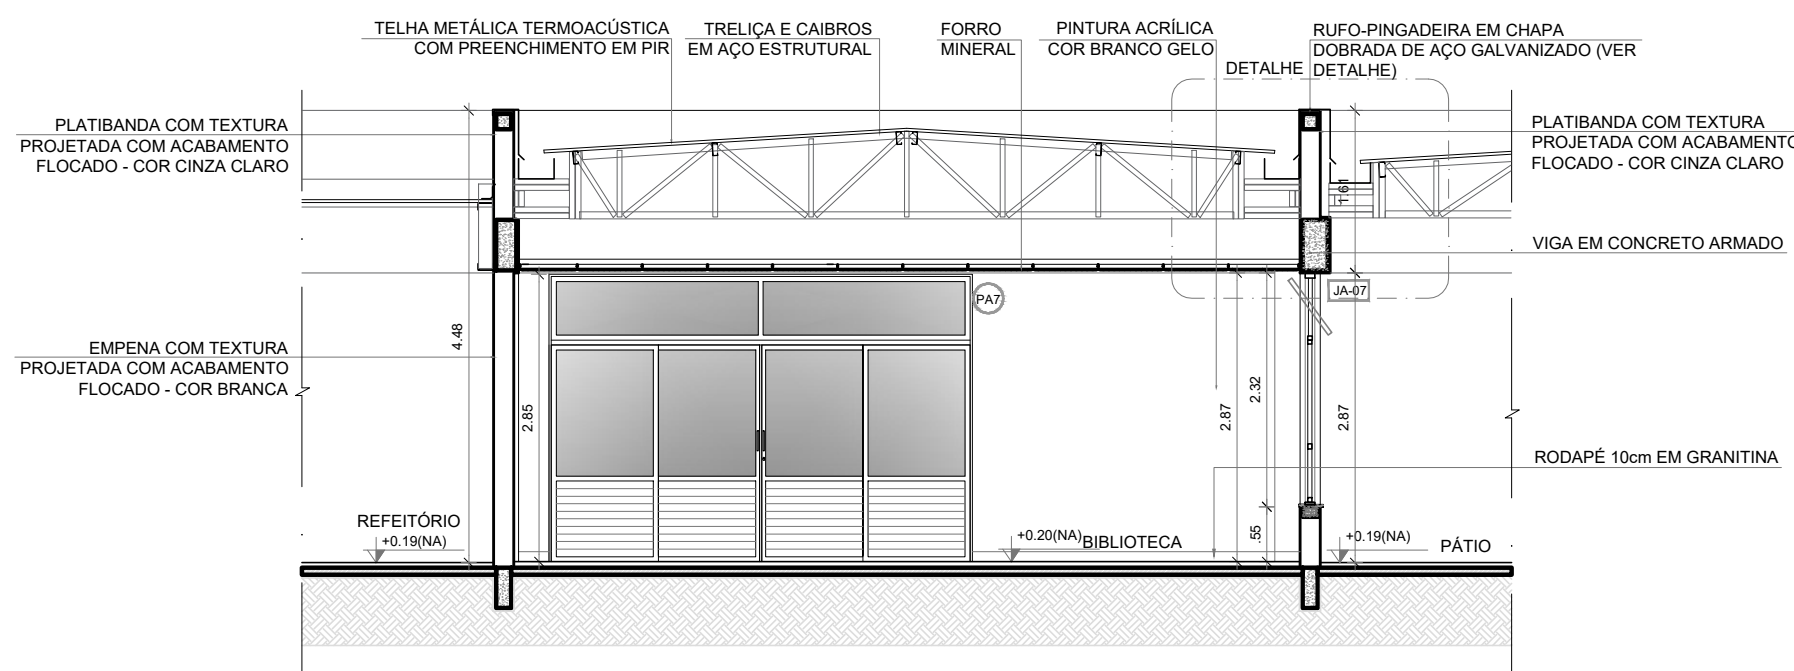 TELHA METÁLICA TERMOACÚSTICA
COM PREENCHIMENTO EM PIR
TRELIÇA E CAIBROS
EM AÇO ESTRUTURAL
FORRO
MINERAL
PINTURA ACRÍLICA
COR BRANCO GELO
RUFO-PINGADEIRA EM CHAPA
DOBRADA DE AÇO GALVANIZADO (VER
DETALHE)
DETALHE
PLATIBANDA COM TEXTURA
PROJETADA COM ACABAMENTO
FLOCADO - COR CINZA CLARO
PLATIBANDA COM TEXTURA
PROJETADA COM ACABAMENTO
FLOCADO - COR CINZA CLARO
1.61
VIGA EM CONCRETO ARMADO
PA7
JA-07
EMPENA COM TEXTURA
PROJETADA COM ACABAMENTO
FLOCADO - COR BRANCA
4.48
2.85
2.87
2.32
2.87
.55
RODAPÉ 10cm EM GRANITINA
REFEITÓRIO
+0.19(NA)
+0.20(NA)
BIBLIOTECA
+0.19(NA)
PÁTIO